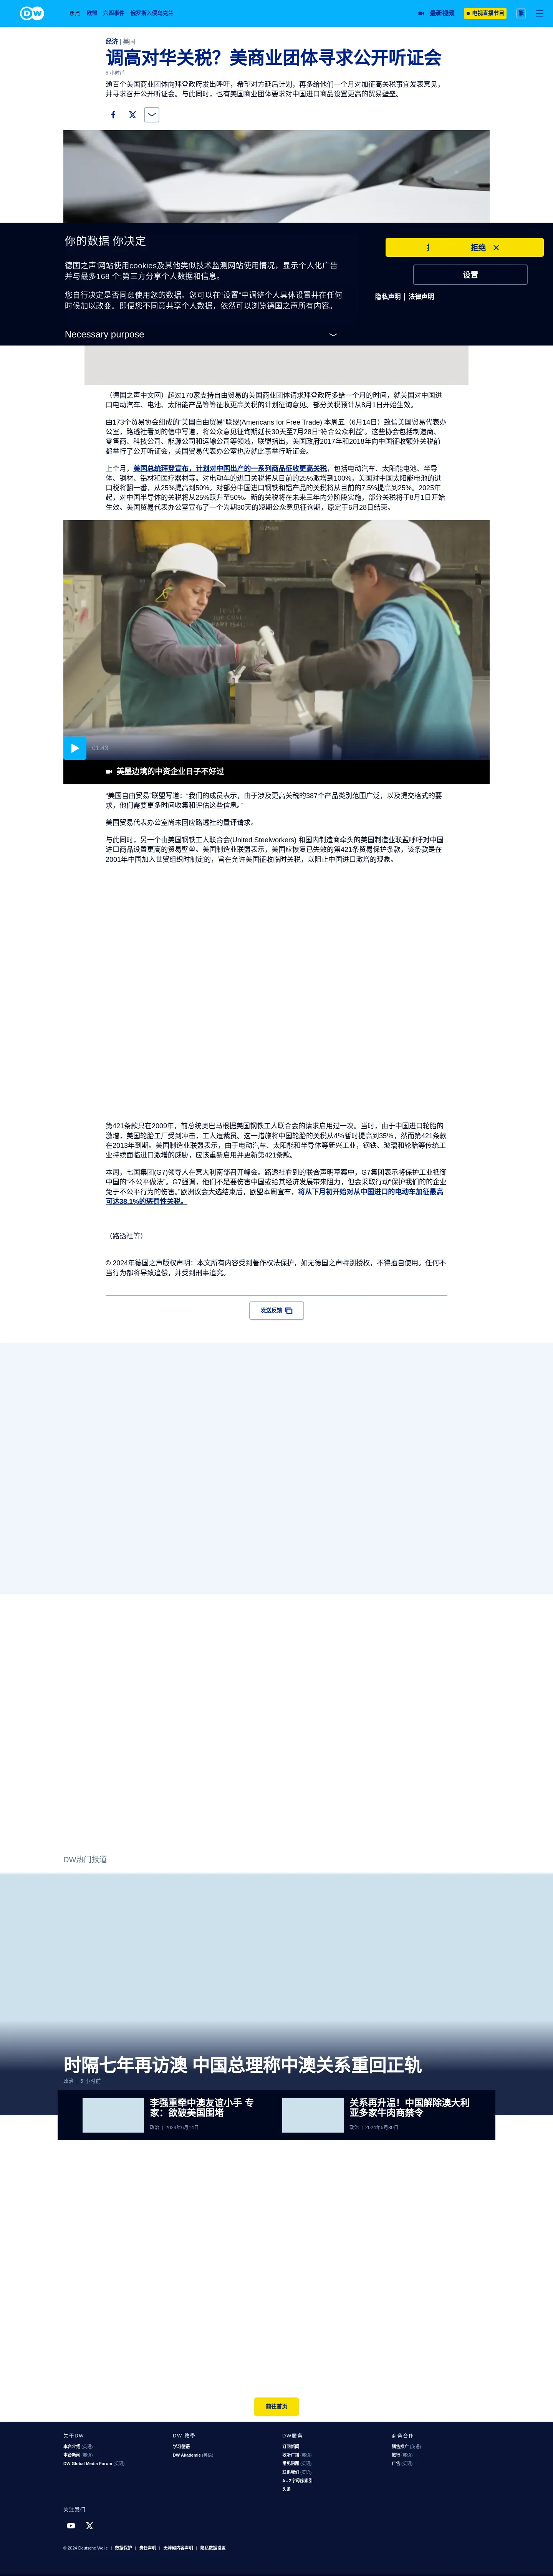 DW
焦点 欧盟 六四事件 俄罗斯入侵乌克兰
最新视频 电视直播节目 繁
经济 | 美国
调高对华关税？美商业团体寻求公开听证会
5 小时前
逾百个美国商业团体向拜登政府发出呼吁，希望对方延后计划，再多给他们一个月对加征高关税事宜发表意见，
并寻求召开公开听证会。与此同时，也有美国商业团体要求对中国进口商品设置更高的贸易壁垒。
你的数据 你决定
德国之声'网站使用cookies及其他类似技术监测网站使用情况，显示个人化广告
并与最多168 个;第三方共享个人数据和信息。
您自行决定是否同意使用您的数据。您可以在"设置"中调整个人具体设置并在任何
时候加以改变。即便您不同意共享个人数据，依然可以浏览德国之声所有内容。
Necessary purpose
拒绝
设置
隐私声明 | 法律声明
（德国之声中文网）超过170家支持自由贸易的美国商业团体请求拜登政府多给一个月的时间，就美国对中国进
口电动汽车、电池、太阳能产品等等征收更高关税的计划征询意见。部分关税预计从8月1日开始生效。
由173个贸易协会组成的"美国自由贸易"联盟(Americans for Free Trade) 本周五（6月14日）致信美国贸易代表办
公室，路透社看到的信中写道，将公众意见征询期延长30天至7月28日"符合公众利益"。这些协会包括制造商、
零售商、科技公司、能源公司和运输公司等领域，联盟指出，美国政府2017年和2018年向中国征收额外关税前
都举行了公开听证会，美国贸易代表办公室也应就此事举行听证会。
上个月，美国总统拜登宣布，计划对中国出产的一系列商品征收更高关税，包括电动汽车、太阳能电池、半导
体、钢材、铝材和医疗器材等。对电动车的进口关税将从目前的25%激增到100%，美国对中国太阳能电池的进
口税将翻一番，从25%提高到50%。对部分中国进口钢铁和铝产品的关税将从目前的7.5%提高到25%。2025年
起，对中国半导体的关税将从25%跃升至50%。新的关税将在未来三年内分阶段实施，部分关税将于8月1日开始
生效。美国贸易代表办公室宣布了一个为期30天的短期公众意见征询期，原定于6月28日结束。
01:43
美墨边境的中资企业日子不好过
"美国自由贸易"联盟写道："我们的成员表示，由于涉及更高关税的387个产品类别范围广泛，以及提交格式的要
求，他们需要更多时间收集和评估这些信息。"
美国贸易代表办公室尚未回应路透社的置评请求。
与此同时，另一个由美国钢铁工人联合会(United Steelworkers) 和国内制造商牵头的美国制造业联盟呼吁对中国
进口商品设置更高的贸易壁垒。美国制造业联盟表示，美国应恢复已失效的第421条贸易保护条款，该条款是在
2001年中国加入世贸组织时制定的，旨在允许美国征收临时关税，以阻止中国进口激增的现象。
第421条款只在2009年，前总统奥巴马根据美国钢铁工人联合会的请求启用过一次。当时，由于中国进口轮胎的
激增，美国轮胎工厂受到冲击，工人遭裁员。这一措施将中国轮胎的关税从4%暂时提高到35%，然而第421条款
在2013年到期。美国制造业联盟表示，由于电动汽车、太阳能和半导体等新兴工业，钢铁、玻璃和轮胎等传统工
业持续面临进口激增的威胁，应该重新启用并更新第421条款。
本周，七国集团(G7)领导人在意大利南部召开峰会。路透社看到的联合声明草案中，G7集团表示将保护工业抵御
中国的"不公平做法"。G7强调，他们不是要伤害中国或给其经济发展带来阻力，但会采取行动"保护我们的的企业
免于不公平行为的伤害。"欧洲议会大选结束后，欧盟本周宣布，将从下月初开始对从中国进口的电动车加征最高
可达38.1%的惩罚性关税。
（路透社等）
© 2024年德国之声版权声明：本文所有内容受到著作权法保护，如无德国之声特别授权，不得擅自使用。任何不
当行为都将导致追偿，并受到刑事追究。
发送反馈
DW热门报道
时隔七年再访澳 中国总理称中澳关系重回正轨
政治 | 5 小时前
李强重牵中澳友谊小手 专
家：欲破美国围堵
政治 | 2024年6月14日
关系再升温！中国解除澳大利
亚多家牛肉商禁令
政治 | 2024年5月30日
前往首页
关于DW
本台介绍 (英语)
本台新闻 (英语)
DW Global Media Forum (英语)
DW 教学
学习德语
DW Akademie (英语)
DW服务
订阅新闻
收听广播 (英语)
常见问题 (英语)
联系我们 (英语)
A - Z字母序索引
头条
商务合作
销售推广 (英语)
旅行 (英语)
广告 (英语)
关注我们
© 2024 Deutsche Welle | 数据保护 | 责任声明 | 无障碍内容声明 | 隐私数据设置